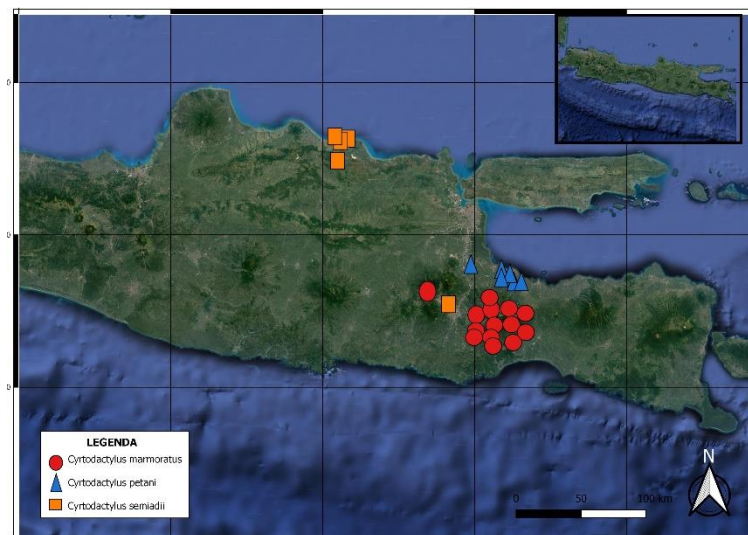 LEGENDA
Cyrtodactylus marmoratus
Cyrtodactylus petani
Cyrtodactylus semiadii
N
0 50 100 km